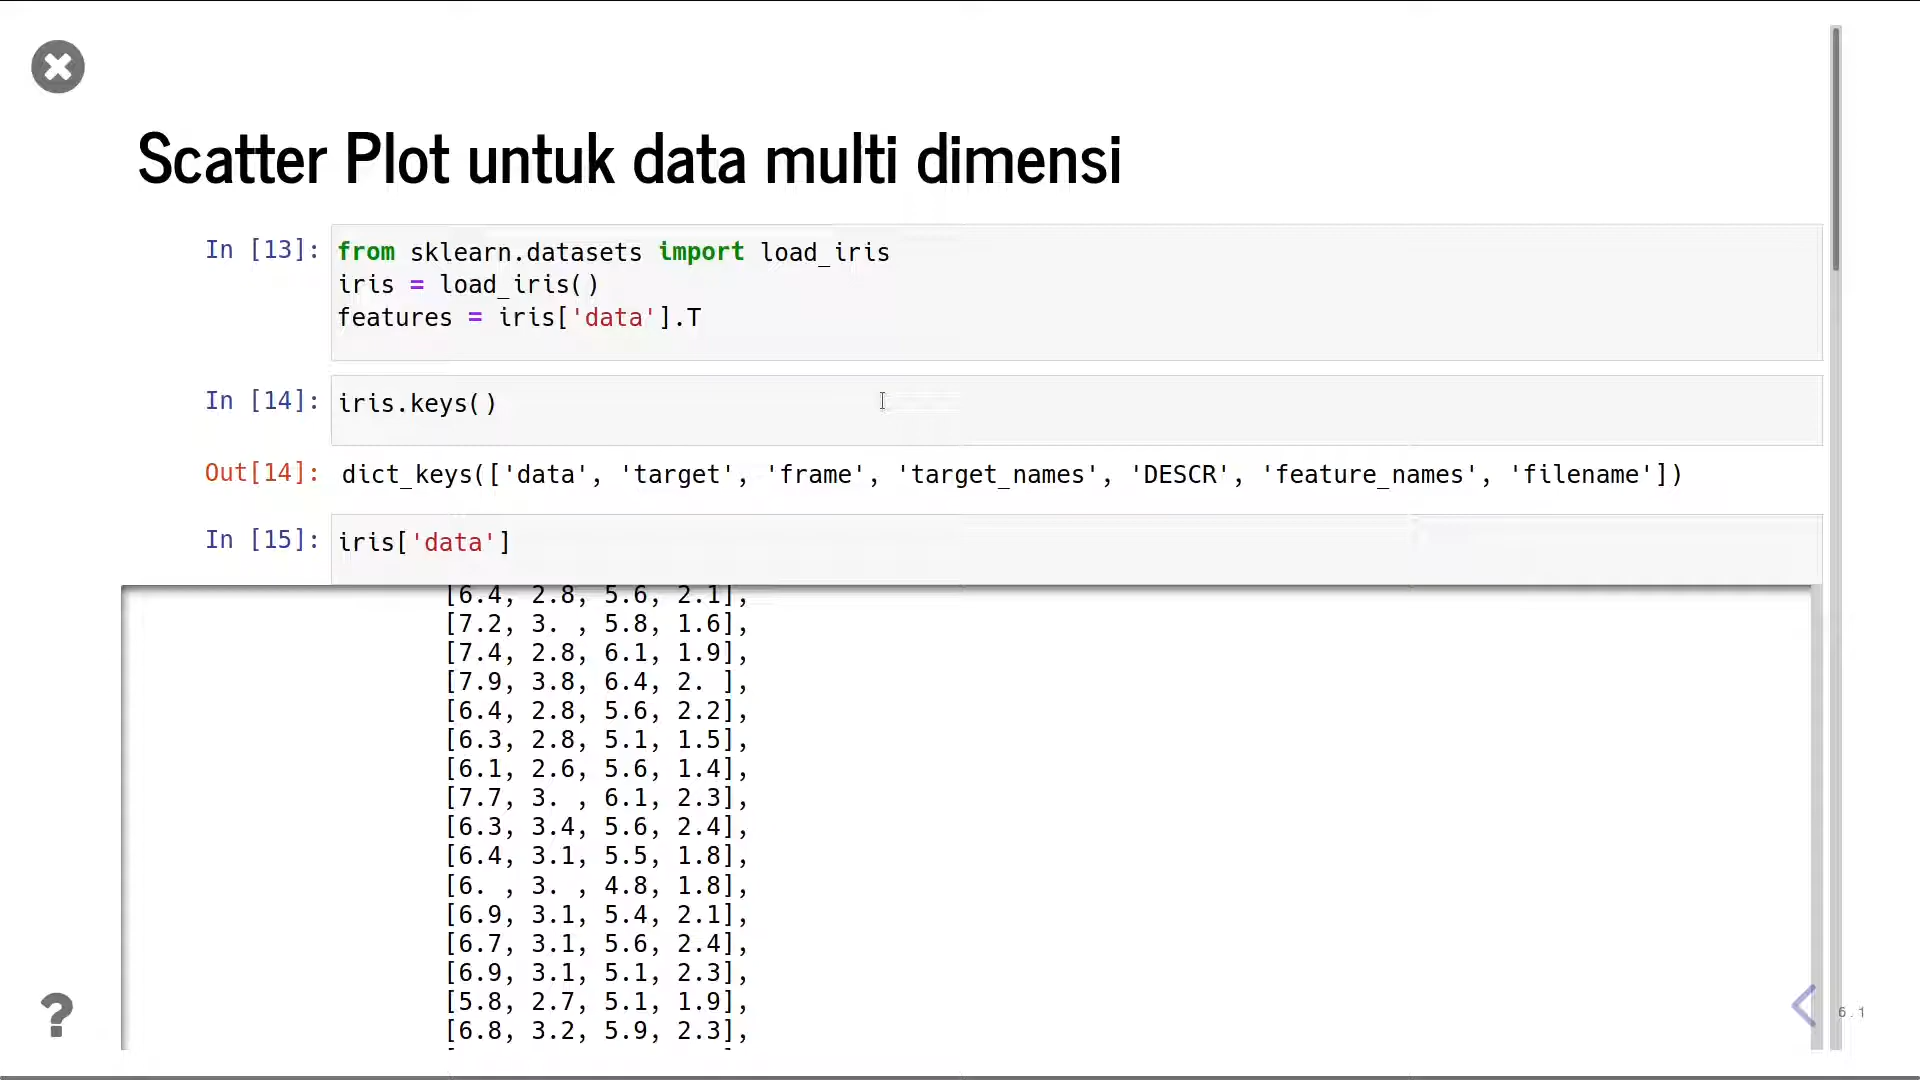 Scatter Plot untuk data multi dimensi
In [13]: from sklearn.datasets import load_iris
iris = load_iris()
features = iris['data'].T
In [14]: iris.keys()
Out[14]: dict_keys(['data', 'target', 'frame', 'target_names', 'DESCR', 'feature_names', 'filename'])
In [15]: iris['data']
[6.4, 2.8, 5.6, 2.1],
[7.2, 3. , 5.8, 1.6],
[7.4, 2.8, 6.1, 1.9],
[7.9, 3.8, 6.4, 2. ],
[6.4, 2.8, 5.6, 2.2],
[6.3, 2.8, 5.1, 1.5],
[6.1, 2.6, 5.6, 1.4],
[7.7, 3. , 6.1, 2.3],
[6.3, 3.4, 5.6, 2.4],
[6.4, 3.1, 5.5, 1.8],
[6. , 3. , 4.8, 1.8],
[6.9, 3.1, 5.4, 2.1],
[6.7, 3.1, 5.6, 2.4],
[6.9, 3.1, 5.1, 2.3],
[5.8, 2.7, 5.1, 1.9],
[6.8, 3.2, 5.9, 2.3],
?
6.1